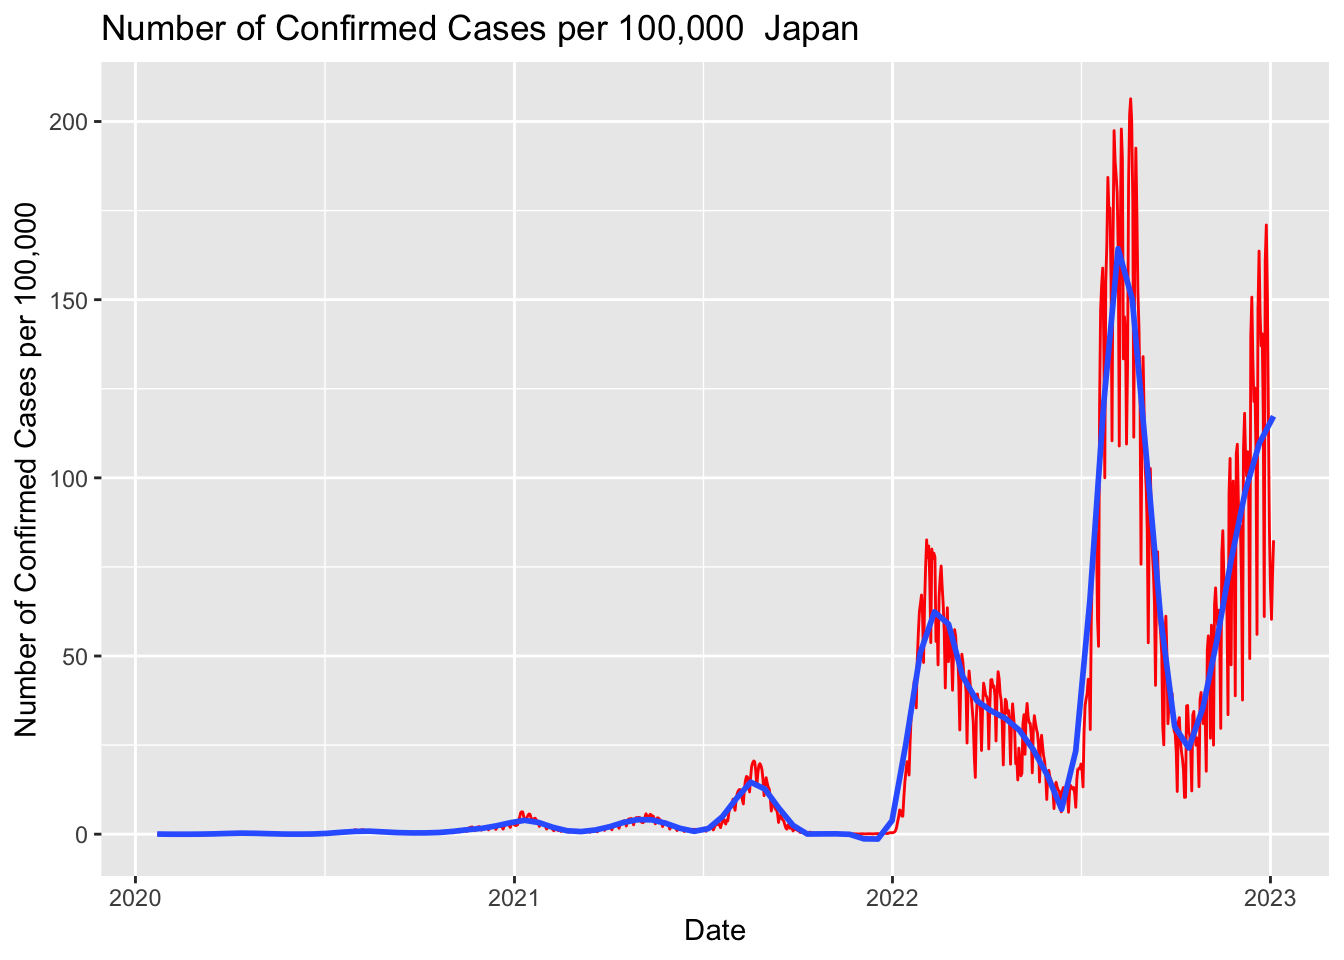 Number of Confirmed Cases per 100,000  Japan
Number of Confirmed Cases per 100,000
200
150
100
50
0
2020 2021 2022 2023
Date